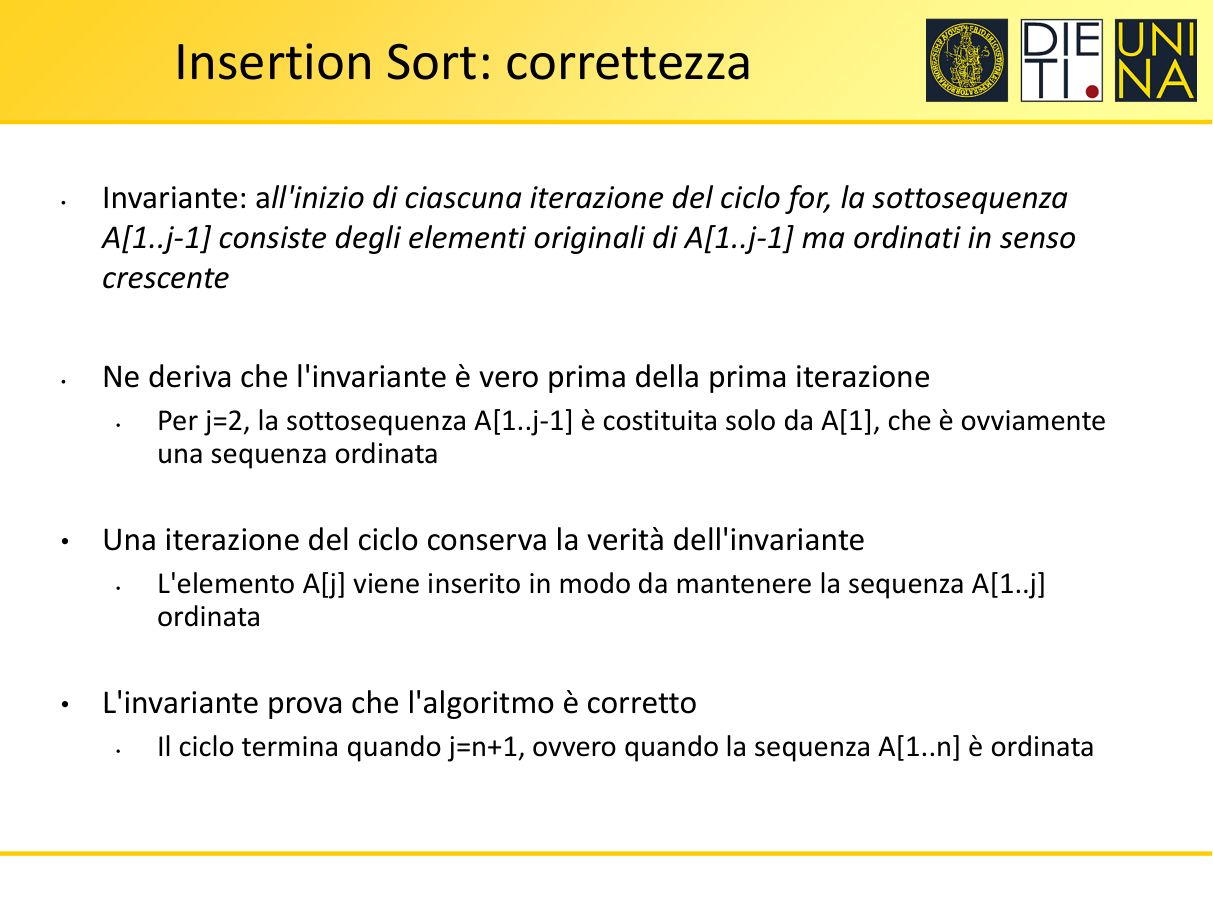 Insertion Sort: correttezza
DIE
TI
UNI
NA
• Invariante: all'inizio di ciascuna iterazione del ciclo for, la sottosequenza
A[1..j-1] consiste degli elementi originali di A[1..j-1] ma ordinati in senso
crescente
• Ne deriva che l'invariante è vero prima della prima iterazione
• Per j=2, la sottosequenza A[1..j-1] è costituita solo da A[1], che è ovviamente
una sequenza ordinata
• Una iterazione del ciclo conserva la verità dell'invariante
• L'elemento A[j] viene inserito in modo da mantenere la sequenza A[1..j]
ordinata
• L'invariante prova che l'algoritmo è corretto
• Il ciclo termina quando j=n+1, ovvero quando la sequenza A[1..n] è ordinata